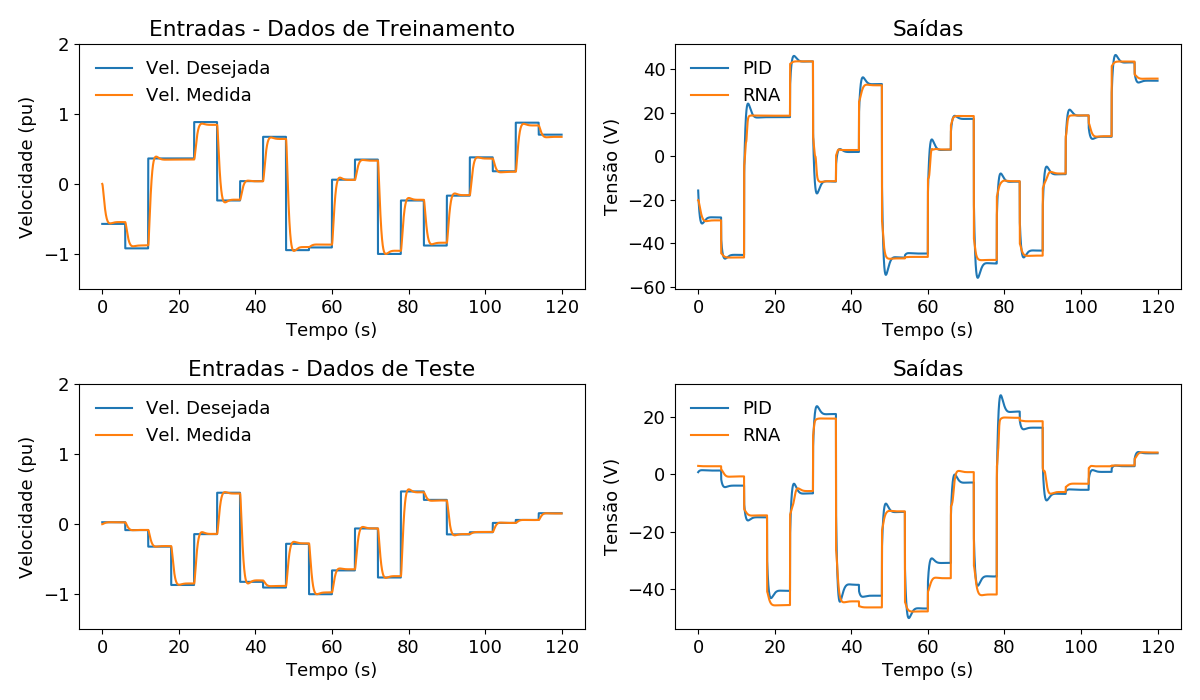 Entradas - Dados de Treinamento
2
1
0
−1
Velocidade (pu)
Vel. Desejada
Vel. Medida
0 20 40 60 80 100 120
Tempo (s)
Saídas
40
20
0
−20
−40
−60
Tensão (V)
PID
RNA
0 20 40 60 80 100 120
Tempo (s)
Entradas - Dados de Teste
2
1
0
−1
Velocidade (pu)
Vel. Desejada
Vel. Medida
0 20 40 60 80 100 120
Tempo (s)
Saídas
20
0
−20
−40
Tensão (V)
PID
RNA
0 20 40 60 80 100 120
Tempo (s)